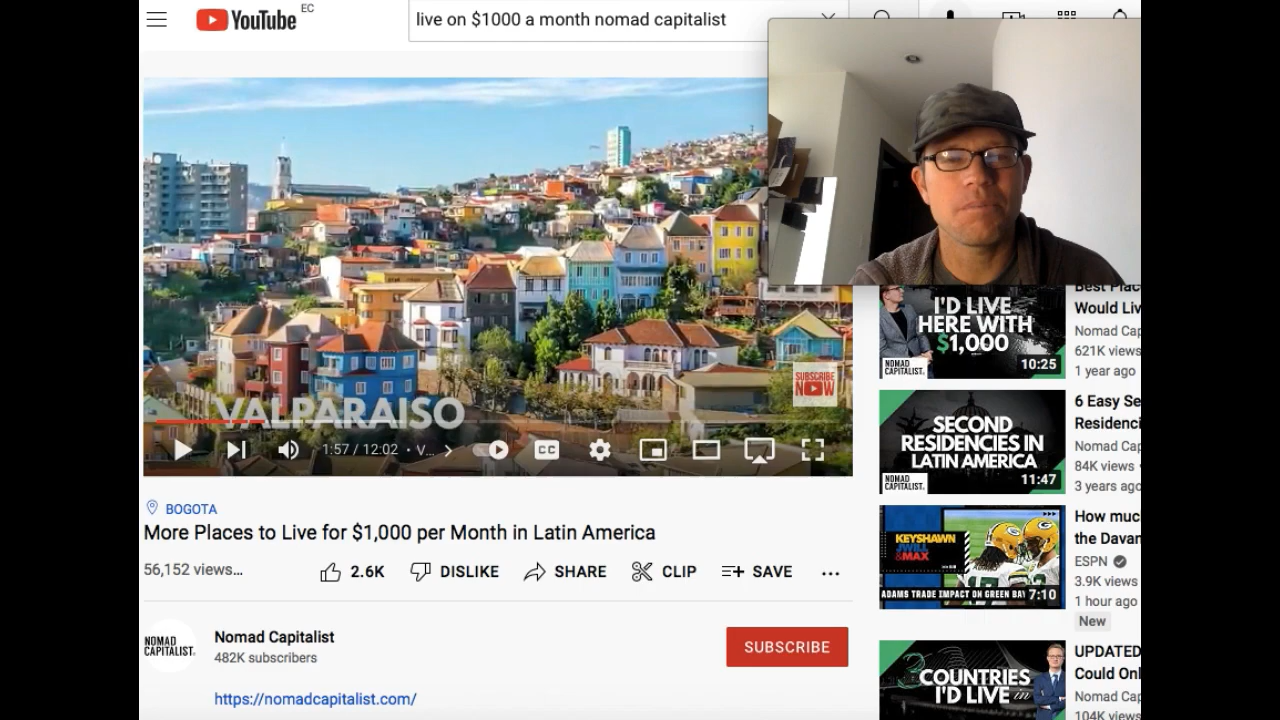 YouTube EC
live on $1000 a month nomad capitalist
SUBSCRIBE
NOW
VALPARAISO
1:57 / 12:02 • V...
CC
BOGOTA
More Places to Live for $1,000 per Month in Latin America
56,152 views...
2.6K
DISLIKE
SHARE
CLIP
SAVE
NOMAD
CAPITALIST.
Nomad Capitalist
482K subscribers
SUBSCRIBE
https://nomadcapitalist.com/
I'D LIVE
HERE WITH
$1,000
NOMAD
CAPITALIST.
10:25
Best Plac
Would Liv
Nomad Cap
621K views
1 year ago
SECOND
RESIDENCIES IN
LATIN AMERICA
NOMAD
CAPITALIST.
11:47
6 Easy Se
Residenci
Nomad Cap
84K views
3 years ago
KEYSHAWN
JWILL
&MAX
ADAMS TRADE IMPACT ON GREEN BAY
7:10
How muc
the Davan
ESPN
3.9K views
1 hour ago
New
3
COUNTRIES
I'D LIVE in
UPDATED
Could Onl
Nomad Cap
104K views